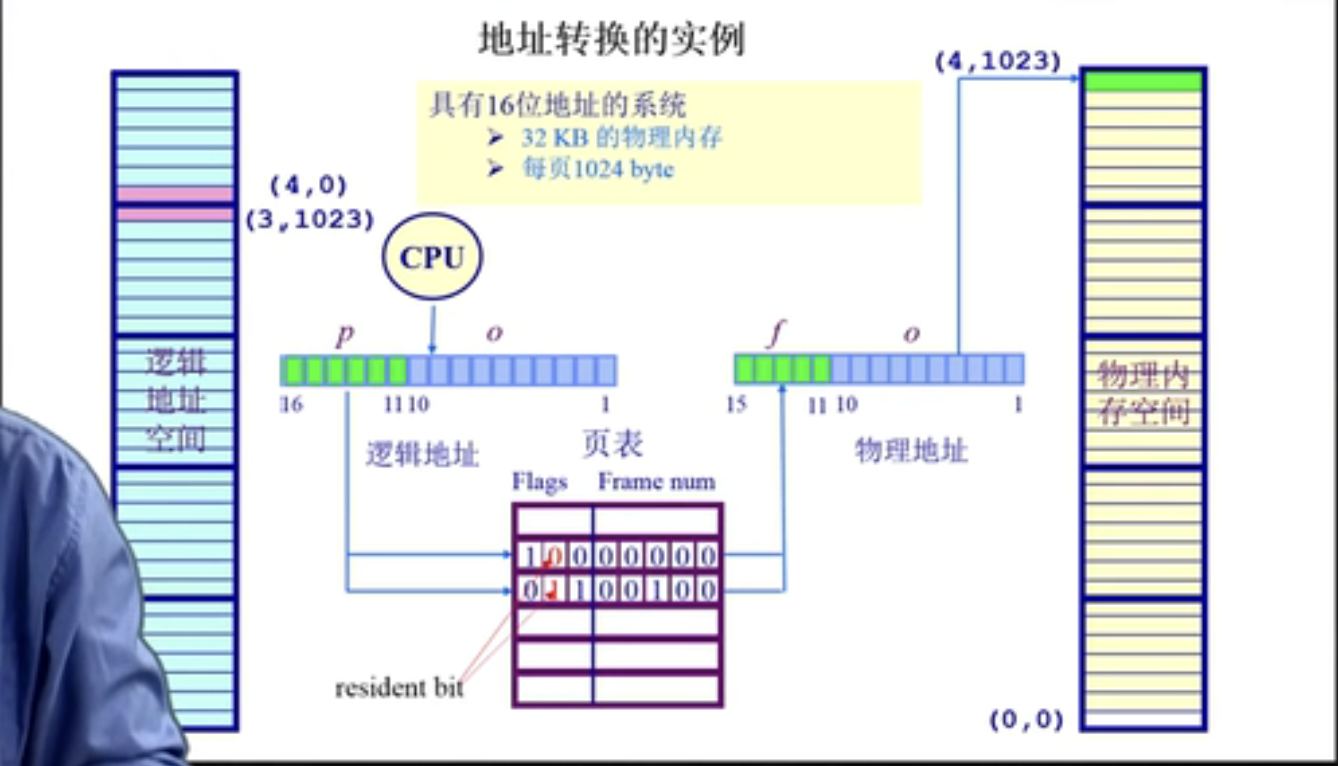 地址转换的实例
(4,1023)
具有16位地址的系统
➢ 32 KB 的物理内存
➢ 每页1024 byte
(4,0)
(3,1023)
CPU
p o
f o
16 11 10 1
15 11 10 1
逻辑
地址
空间
物理内
存空间
逻辑地址
页表
物理地址
Flags Frame num
1 0 0 0 0 0 0 0
0 1 1 0 0 1 0 0
resident bit
(0,0)